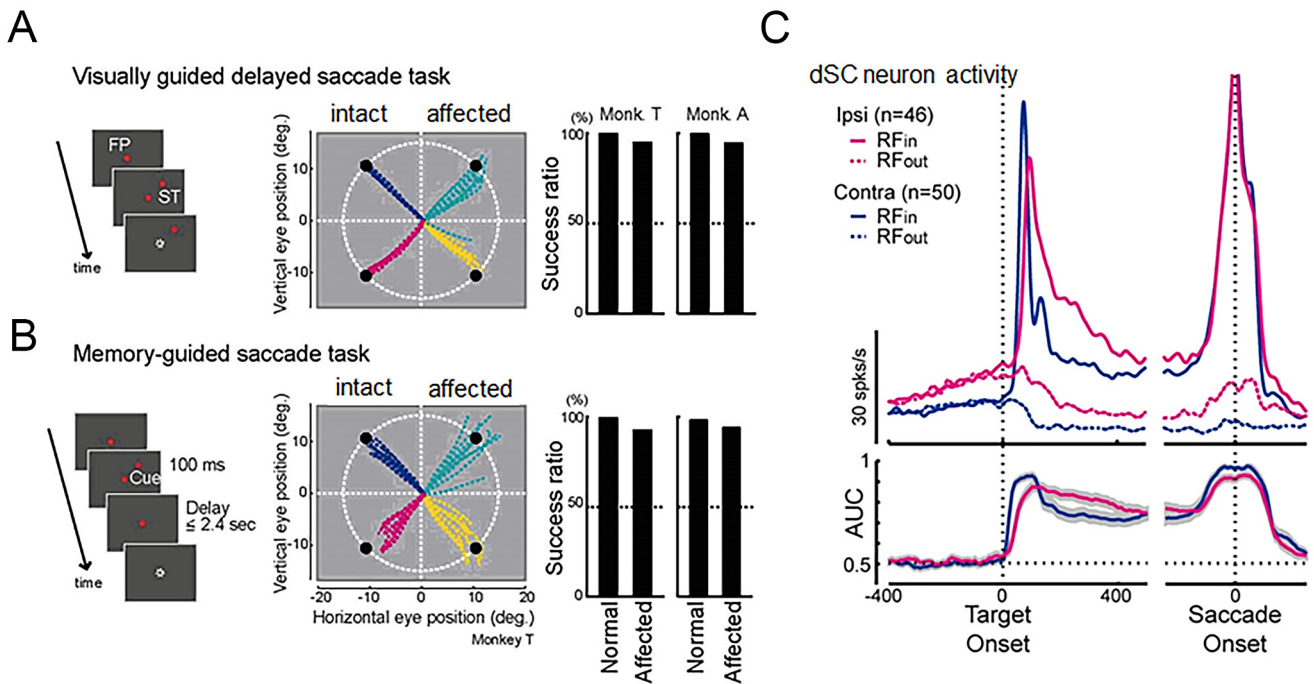 A
Visually guided delayed saccade task
FP
ST
time
intact affected
Vertical eye position (deg.)
10
0
-10
(%)
Monk. T
Monk. A
100
50
0
Success ratio
B
Memory-guided saccade task
100 ms
Cue
Delay
≤ 2.4 sec
time
intact affected
Vertical eye position (deg.)
10
0
-10
-20 -10 0 10 20
Horizontal eye position (deg.)
Monkey T
(%)
100
50
0
Success ratio
Normal
Affected
Normal
Affected
C
dSC neuron activity
Ipsi (n=46)
RFin
RFout
Contra (n=50)
RFin
RFout
30 spks/s
1
AUC
0.5
-400 0 400 0
Target
Onset
Saccade
Onset